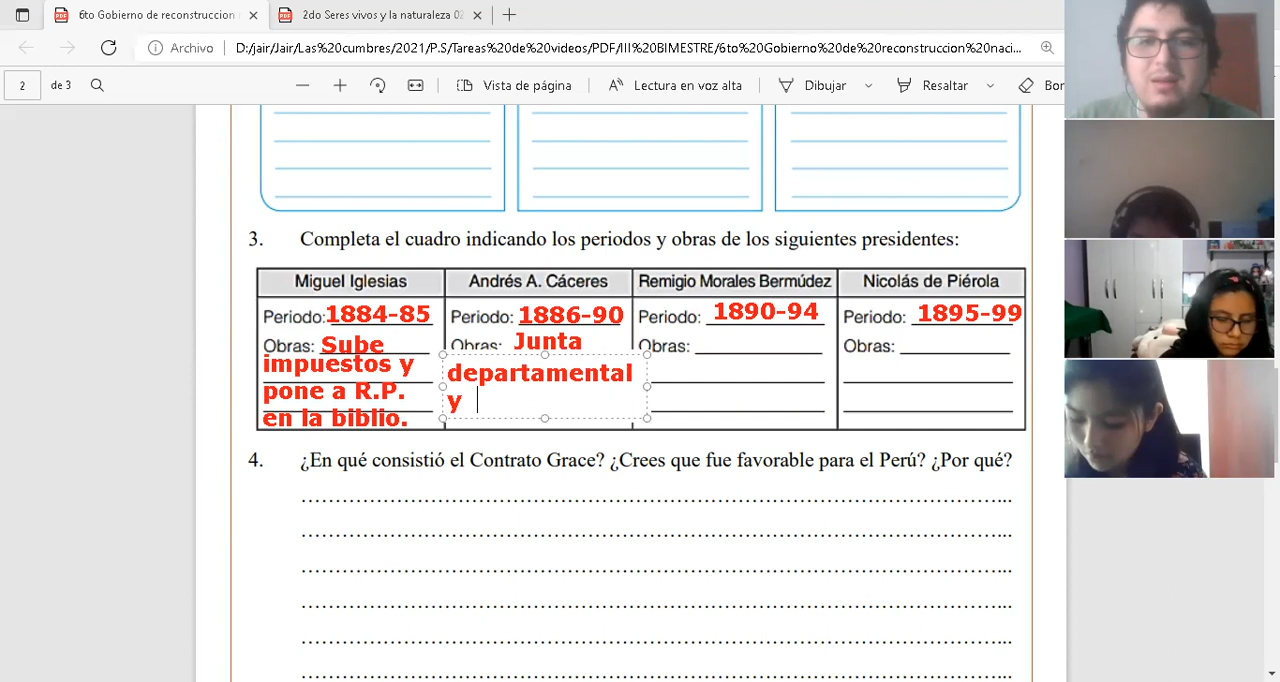 6to Gobierno de reconstruccion n
2do Seres vivos y la naturaleza 02
Archivo
D:/jair/Jair/Las%20cumbres/2021/P.S/Tareas%20de%20videos/PDF/III%20BIMESTRE/6to%20Gobierno%20de%20reconstruccion%20naci...
2 de 3
Vista de página
Lectura en voz alta
Dibujar
Resaltar
Bor
3. Completa el cuadro indicando los periodos y obras de los siguientes presidentes:
Miguel Iglesias
Periodo: 1884-85
Obras: Sube
impuestos y
pone a R.P.
en la biblio.
Andrés A. Cáceres
Periodo: 1886-90
Obras: Junta
departamental
y
Remigio Morales Bermúdez
Periodo: 1890-94
Obras:
Nicolás de Piérola
Periodo: 1895-99
Obras:
4. ¿En qué consistió el Contrato Grace? ¿Crees que fue favorable para el Perú? ¿Por qué?